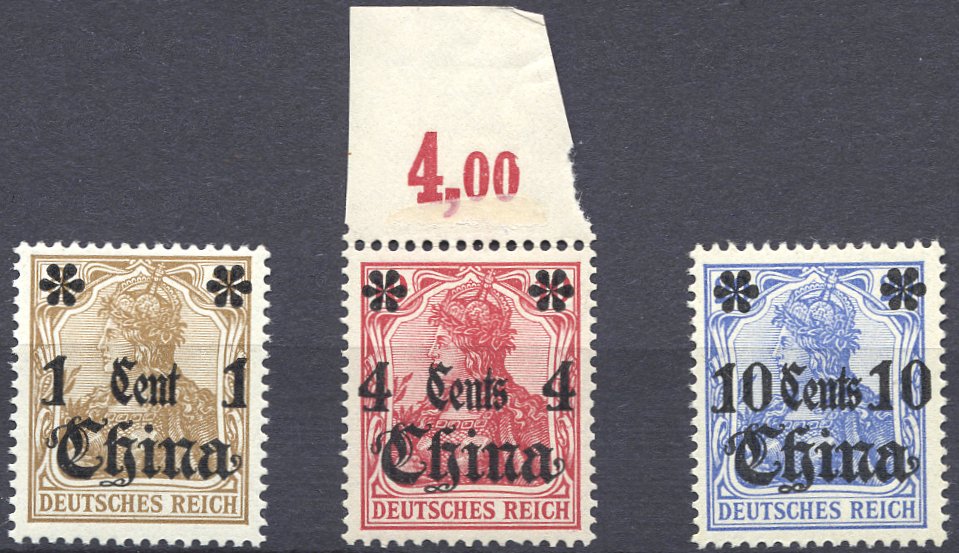 4,00
1 Cent 1
China
DEUTSCHES REICH
4 Cents 4
China
DEUTSCHES REICH
10 Cents 10
China
DEUTSCHES REICH